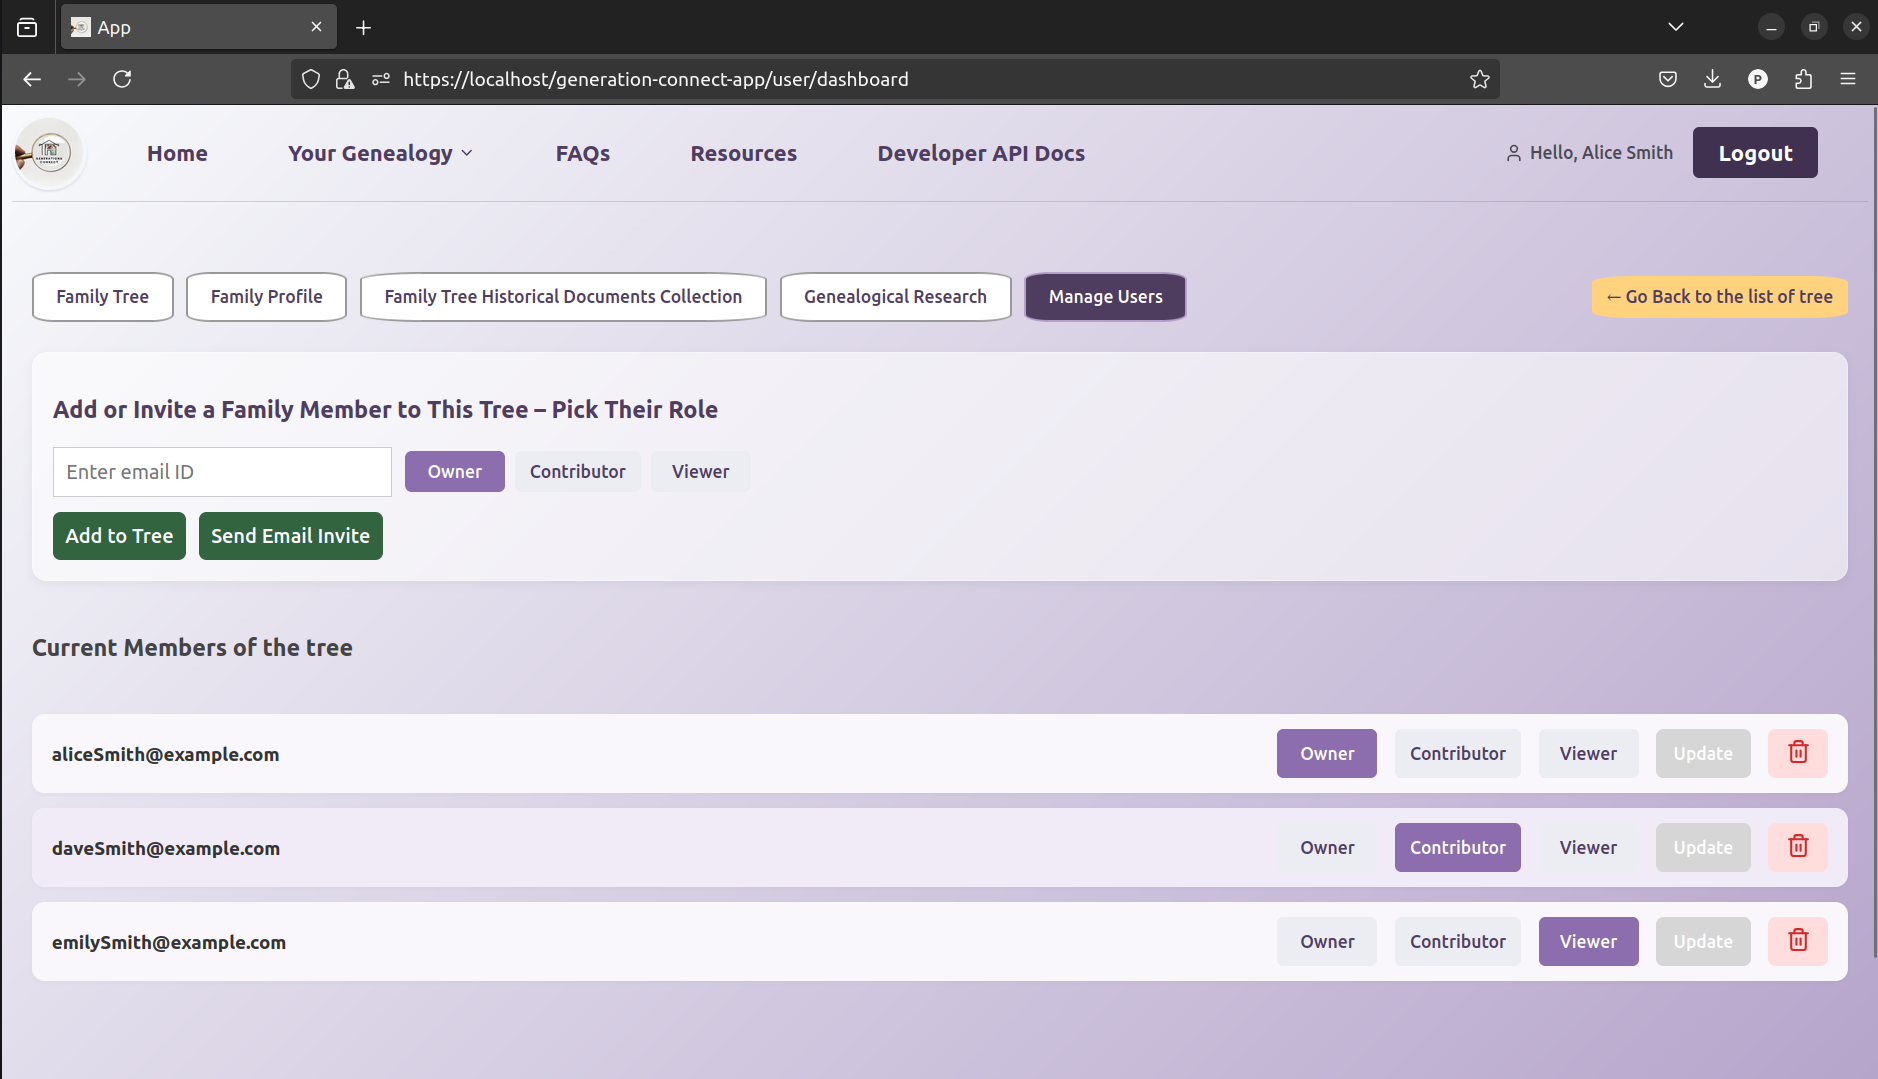 App
https://localhost/generation-connect-app/user/dashboard
Home
Your Genealogy
FAQs
Resources
Developer API Docs
Hello, Alice Smith
Logout
Family Tree
Family Profile
Family Tree Historical Documents Collection
Genealogical Research
Manage Users
← Go Back to the list of tree
Add or Invite a Family Member to This Tree – Pick Their Role
Enter email ID
Owner
Contributor
Viewer
Add to Tree
Send Email Invite
Current Members of the tree
aliceSmith@example.com
Owner
Contributor
Viewer
Update
daveSmith@example.com
Owner
Contributor
Viewer
Update
emilySmith@example.com
Owner
Contributor
Viewer
Update